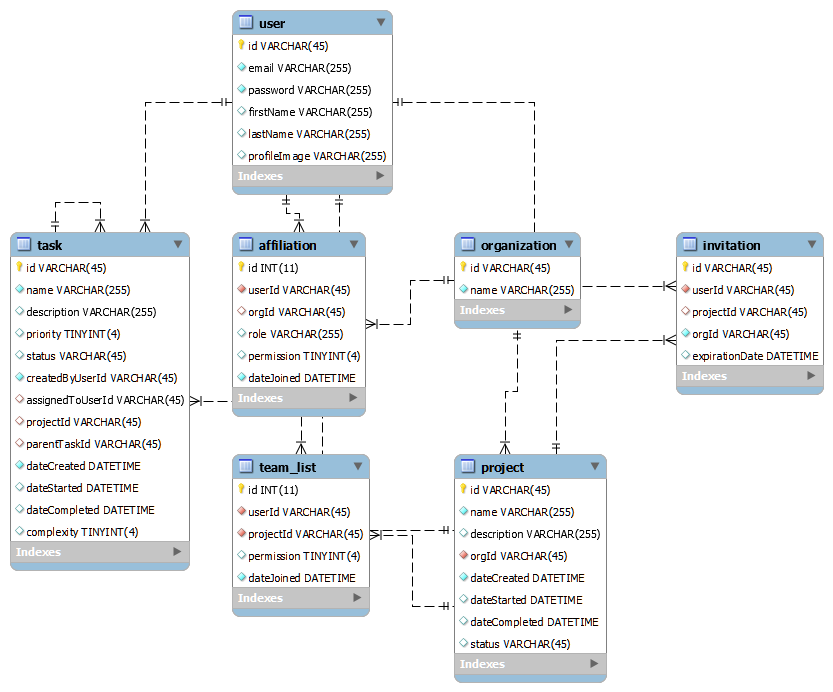 user
id VARCHAR(45)
email VARCHAR(255)
password VARCHAR(255)
firstName VARCHAR(255)
lastName VARCHAR(255)
profileImage VARCHAR(255)
Indexes
task
id VARCHAR(45)
name VARCHAR(255)
description VARCHAR(255)
priority TINYINT(4)
status VARCHAR(45)
createdByUserId VARCHAR(45)
assignedToUserId VARCHAR(45)
projectId VARCHAR(45)
parentTaskId VARCHAR(45)
dateCreated DATETIME
dateStarted DATETIME
dateCompleted DATETIME
complexity TINYINT(4)
Indexes
affiliation
id INT(11)
userId VARCHAR(45)
orgId VARCHAR(45)
role VARCHAR(255)
permission TINYINT(4)
dateJoined DATETIME
Indexes
organization
id VARCHAR(45)
name VARCHAR(255)
Indexes
invitation
id VARCHAR(45)
userId VARCHAR(45)
projectId VARCHAR(45)
orgId VARCHAR(45)
expirationDate DATETIME
Indexes
team_list
id INT(11)
userId VARCHAR(45)
projectId VARCHAR(45)
permission TINYINT(4)
dateJoined DATETIME
Indexes
project
id VARCHAR(45)
name VARCHAR(255)
description VARCHAR(255)
orgId VARCHAR(45)
dateCreated DATETIME
dateStarted DATETIME
dateCompleted DATETIME
status VARCHAR(45)
Indexes